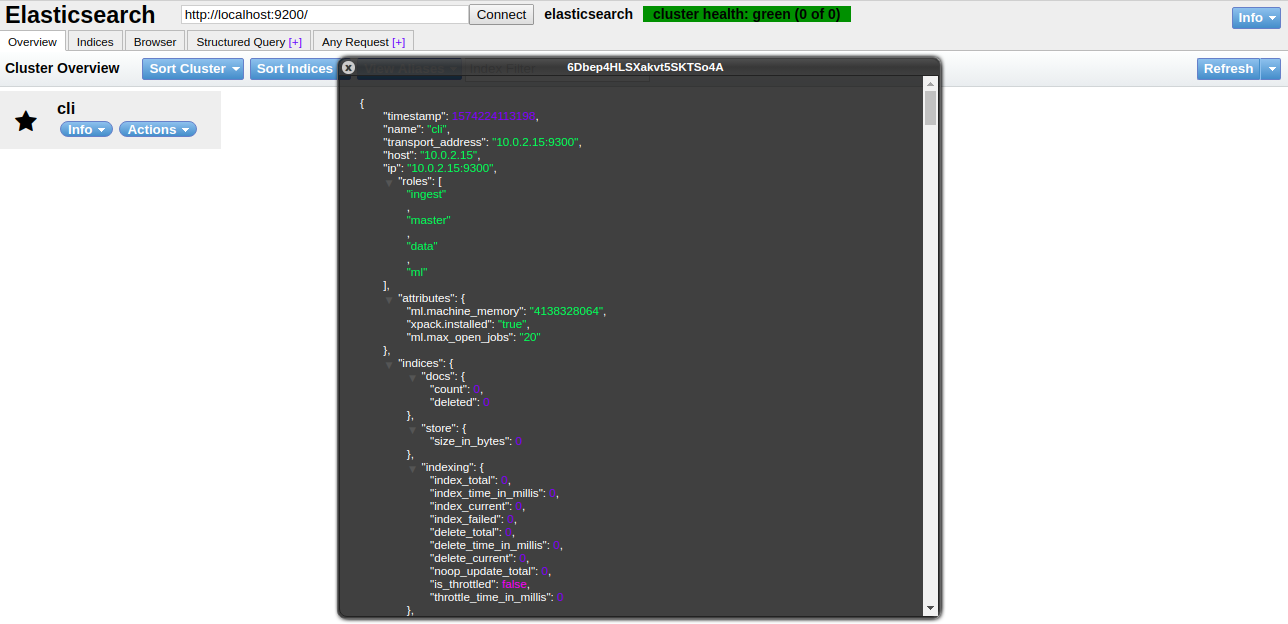 Elasticsearch http://localhost:9200/ Connect elasticsearch cluster health: green (0 of 0) Info
Overview Indices Browser Structured Query [+] Any Request [+]
Cluster Overview Sort Cluster Sort Indices Index Filter Refresh
6Dbep4HLSXakvt5SKTSo4A
cli
Info Actions
{
"timestamp": ,
"name": "cli",
"transport_address": "10.0.2.15:9300",
"host": "10.0.2.15",
"ip": "10.0.2.15:9300",
"roles": [
"ingest"
,
"master"
,
"data"
,
"ml"
],
"attributes": {
"ml.machine_memory": "4138328064",
"xpack.installed": "true",
"ml.max_open_jobs": "20"
},
"indices": {
"docs": {
"count": 0,
"deleted": 0
},
"store": {
"size_in_bytes": 0
},
"indexing": {
"index_total": 0,
"index_time_in_millis": 0,
"index_current": 0,
"index_failed": 0,
"delete_total": 0,
"delete_time_in_millis": 0,
"delete_current": 0,
"noop_update_total": 0,
"is_throttled": false,
"throttle_time_in_millis": 0
},